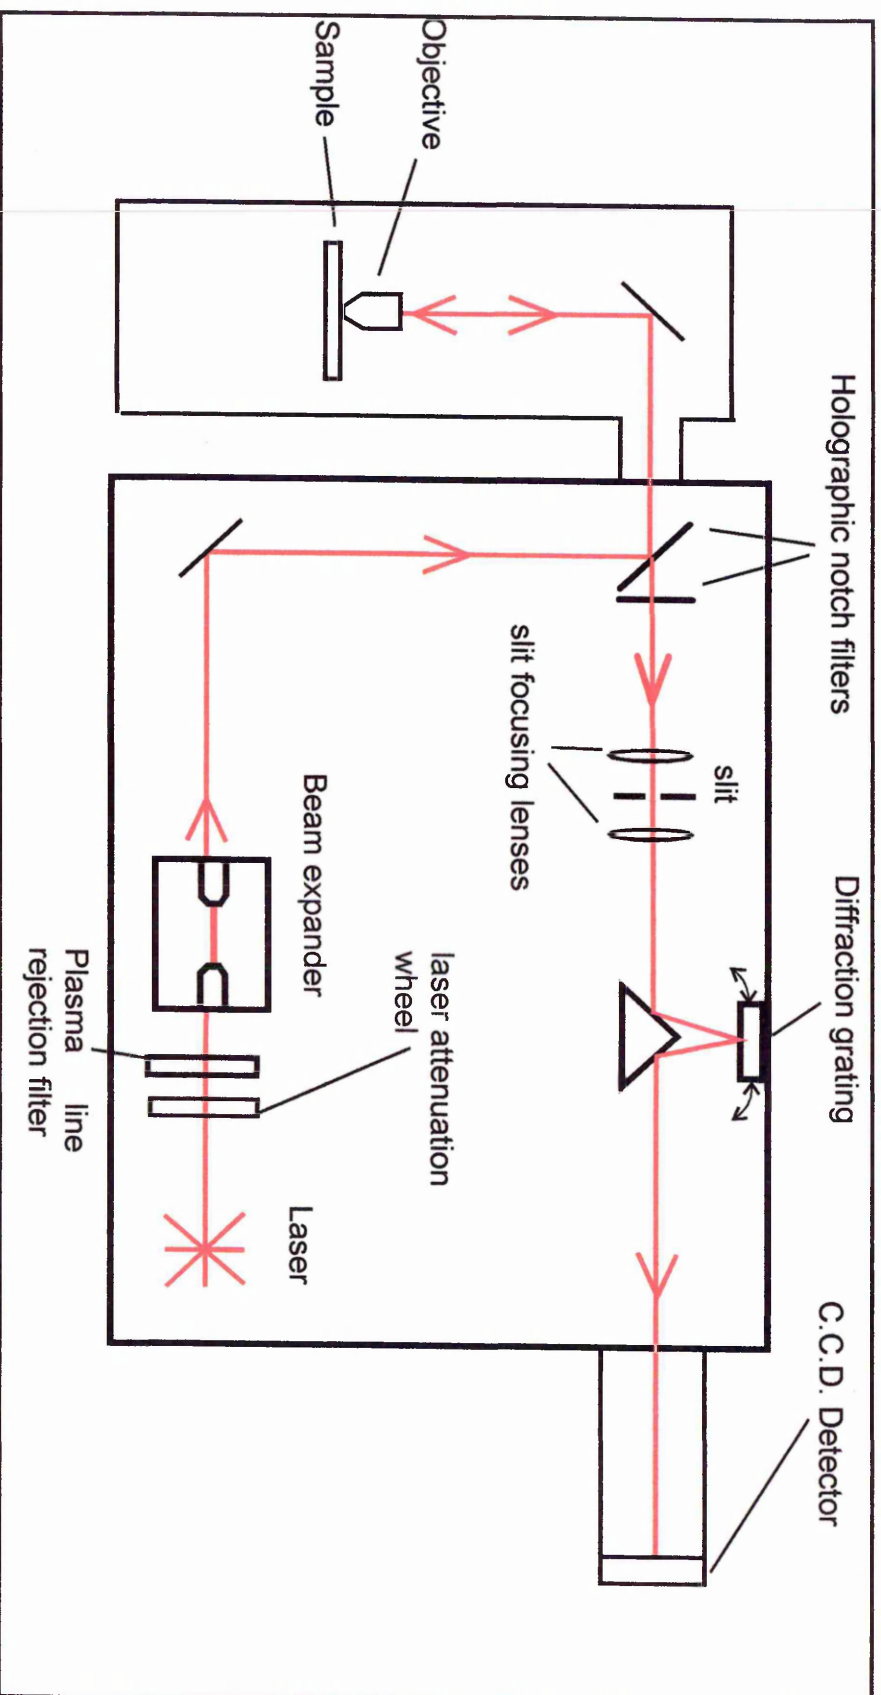 Objective
Sample
Holographic notch filters
slit
slit focusing lenses
Diffraction grating
C.C.D. Detector
Beam expander
laser attenuation
wheel
Plasma line
rejection filter
Laser